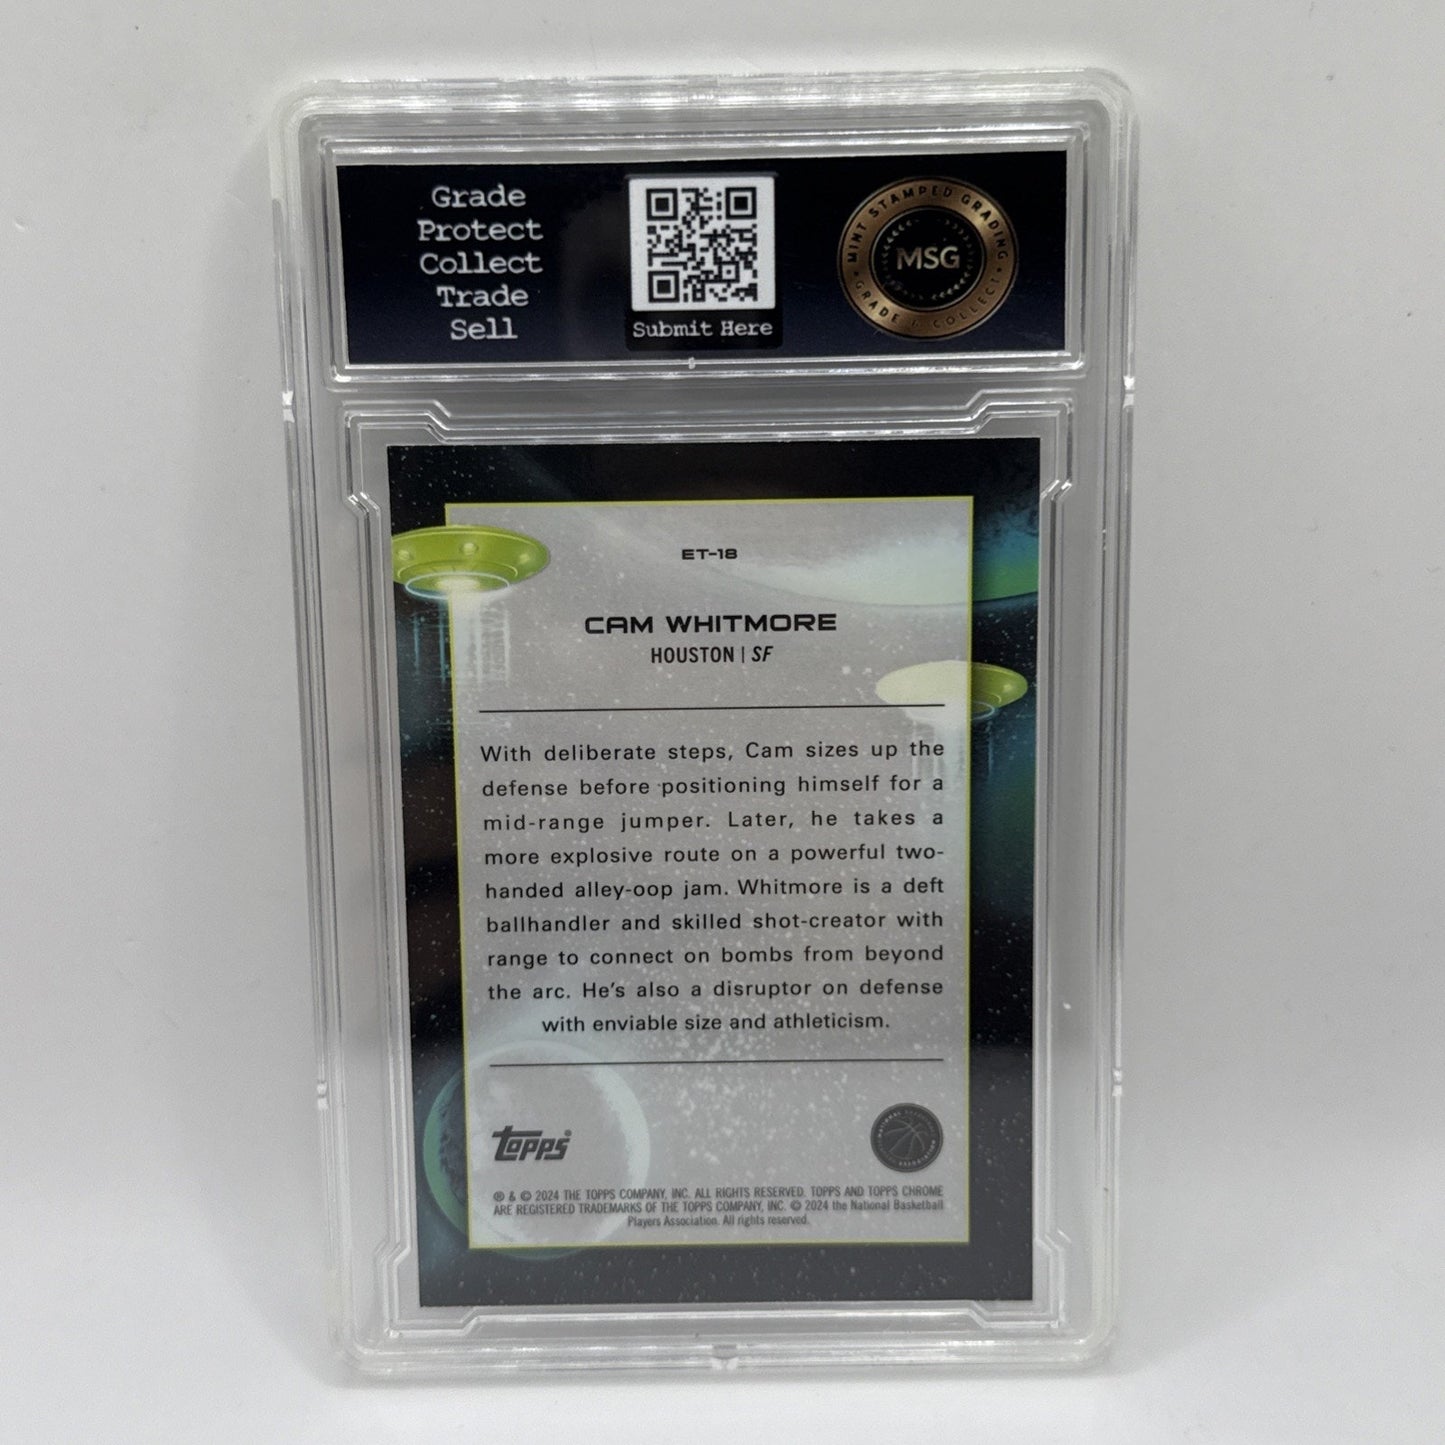 Grade
Protect
Collect
Trade
Sell
Submit Here
MINT STAMPED GRADING
MSG
GRADE & COLLECT
ET-18
CAM WHITMORE
HOUSTON | SF
With deliberate steps, Cam sizes up the
defense before positioning himself for a
mid-range jumper. Later, he takes a
more explosive route on a powerful two-
handed alley-oop jam. Whitmore is a deft
ballhandler and skilled shot-creator with
range to connect on bombs from beyond
the arc. He's also a disruptor on defense
with enviable size and athleticism.
topps®
NATIONAL BASKETBALL
ASSOCIATION
® & © 2024 THE TOPPS COMPANY, INC. ALL RIGHTS RESERVED. TOPPS AND TOPPS CHROME
ARE REGISTERED TRADEMARKS OF THE TOPPS COMPANY, INC. © 2024 the National Basketball
Players Association. All rights reserved.